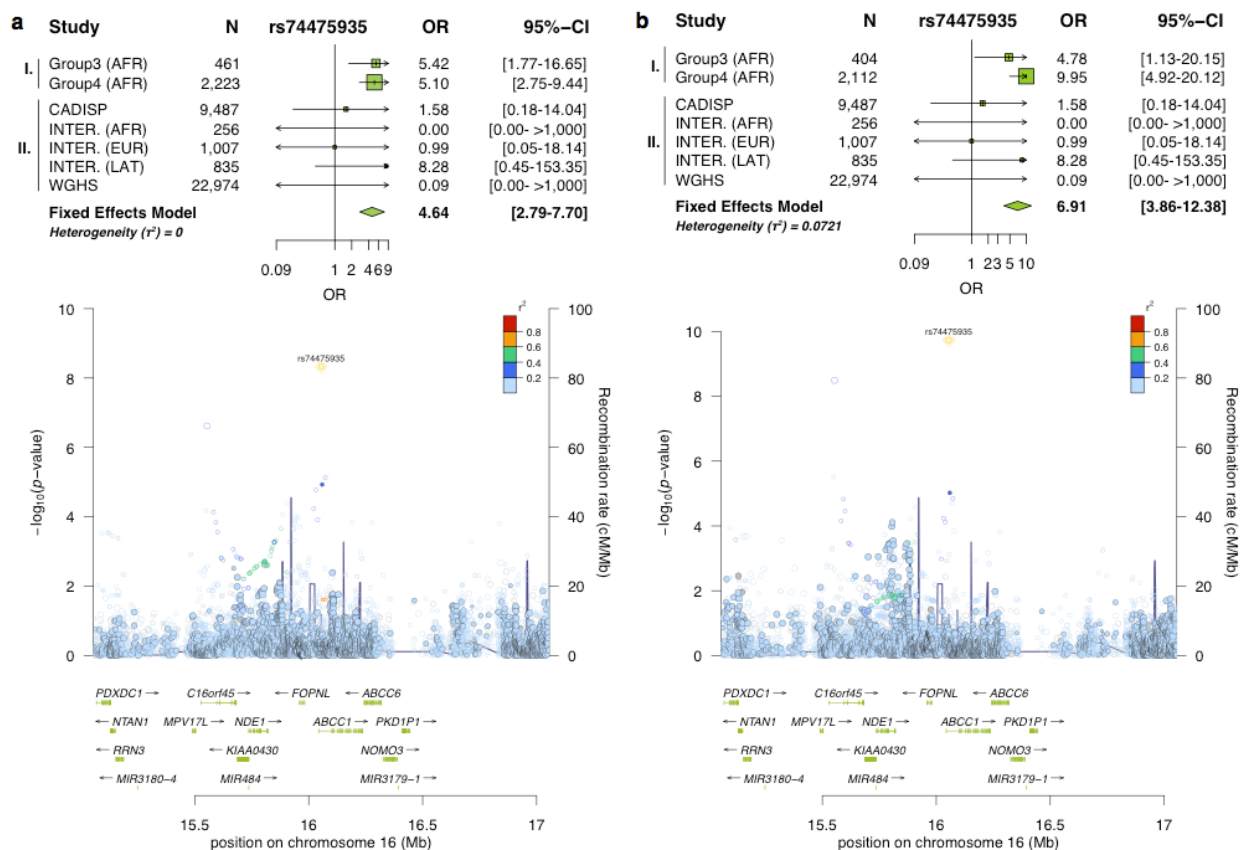 a Study N rs74475935 OR 95%−CI
I. Group3 (AFR) 461 5.42 [1.77-16.65]
Group4 (AFR) 2,223 5.10 [2.75-9.44]
II. CADISP 9,487 1.58 [0.18-14.04]
INTER. (AFR) 256 0.00 [0.00- >1,000]
INTER. (EUR) 1,007 0.99 [0.05-18.14]
INTER. (LAT) 835 8.28 [0.45-153.35]
WGHS 22,974 0.09 [0.00- >1,000]
Fixed Effects Model 4.64 [2.79-7.70]
Heterogeneity (τ²) = 0
0.09 1 2 4 6 9
OR
r²
0.8
0.6
0.4
0.2
rs74475935
10
8
6
4
2
0
−log₁₀(p−value)
100
80
60
40
20
0
Recombination rate (cM/Mb)
PDXDC1 C16orf45 FOPNL ABCC6
NTAN1 MPV17L NDE1 ABCC1 PKD1P1
RRN3 KIAA0430 NOMO3
MIR3180−4 MIR484 MIR3179−1
15.5 16 16.5 17
position on chromosome 16 (Mb)
b Study N rs74475935 OR 95%−CI
I. Group3 (AFR) 404 4.78 [1.13-20.15]
Group4 (AFR) 2,112 9.95 [4.92-20.12]
II. CADISP 9,487 1.58 [0.18-14.04]
INTER. (AFR) 256 0.00 [0.00- >1,000]
INTER. (EUR) 1,007 0.99 [0.05-18.14]
INTER. (LAT) 835 8.28 [0.45-153.35]
WGHS 22,974 0.09 [0.00- >1,000]
Fixed Effects Model 6.91 [3.86-12.38]
Heterogeneity (τ²) = 0.0721
0.09 1 2 3 5 10
OR
r²
0.8
0.6
0.4
0.2
rs74475935
10
8
6
4
2
0
−log₁₀(p−value)
100
80
60
40
20
0
Recombination rate (cM/Mb)
PDXDC1 C16orf45 FOPNL ABCC6
NTAN1 MPV17L NDE1 ABCC1 PKD1P1
RRN3 KIAA0430 NOMO3
MIR3180−4 MIR484 MIR3179−1
15.5 16 16.5 17
position on chromosome 16 (Mb)